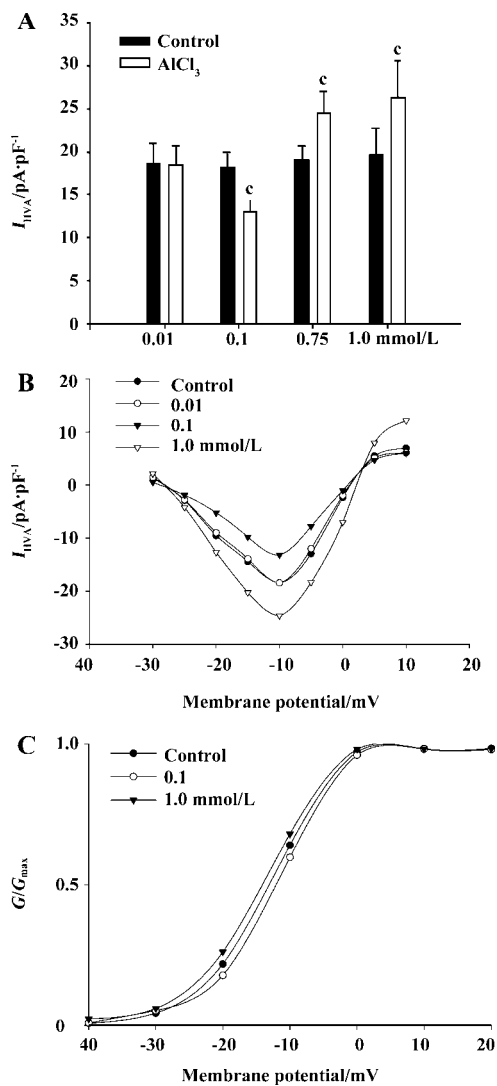 A
Control
AlCl₃
35
30
25
20
15
10
5
0
I_HVA/pA·pF⁻¹
c
c
c
0.01 0.1 0.75 1.0 mmol/L
B
Control
0.01
0.1
1.0 mmol/L
20
10
0
-10
-20
-30
I_HVA/pA·pF⁻¹
40 -30 -20 -10 0 10 20
Membrane potential/mV
C
Control
0.1
1.0 mmol/L
1.0
0.5
0
G/G_max
40 -30 -20 -10 0 10 20
Membrane potential/mV